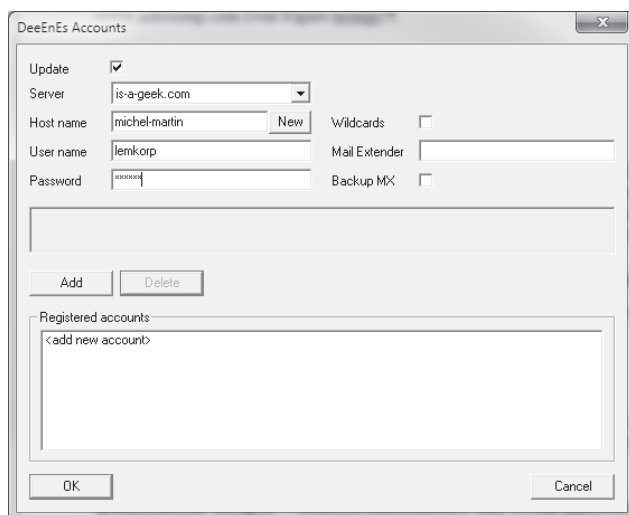 DeeEnEs Accounts
Update
Server is-a-geek.com
Host name michel-martin New Wildcards
User name lemkorp Mail Extender
Password ****** Backup MX
Add Delete
Registered accounts
<add new account>
OK Cancel